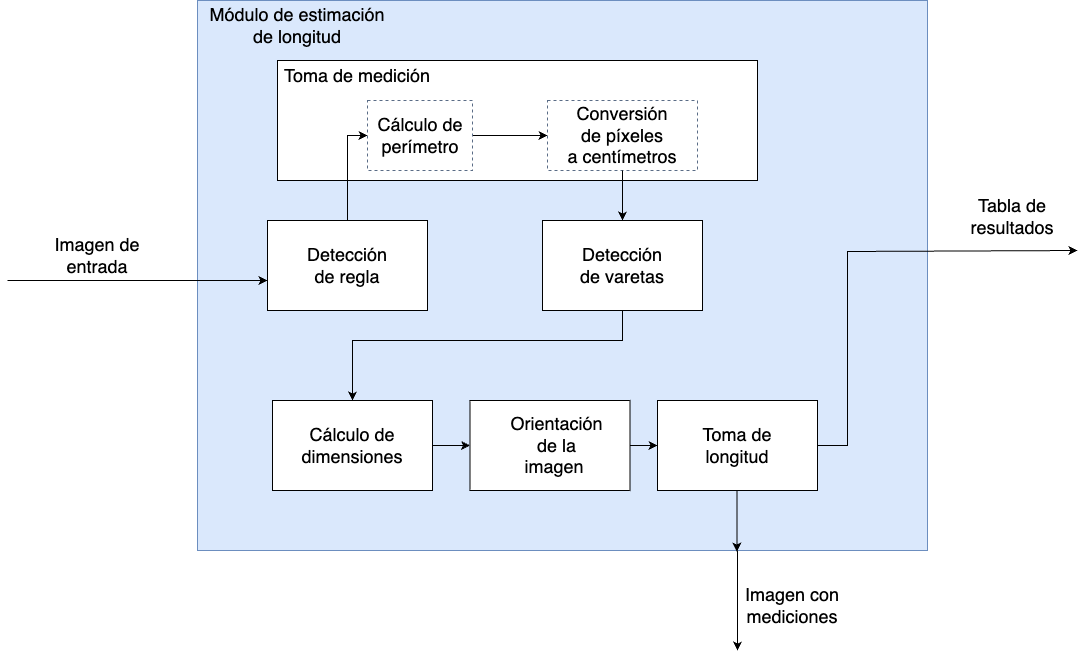 Módulo de estimación
de longitud
Toma de medición
Cálculo de
perímetro
Conversión
de píxeles
a centímetros
Imagen de
entrada
Detección
de regla
Detección
de varetas
Tabla de
resultados
Cálculo de
dimensiones
Orientación
de la
imagen
Toma de
longitud
Imagen con
mediciones